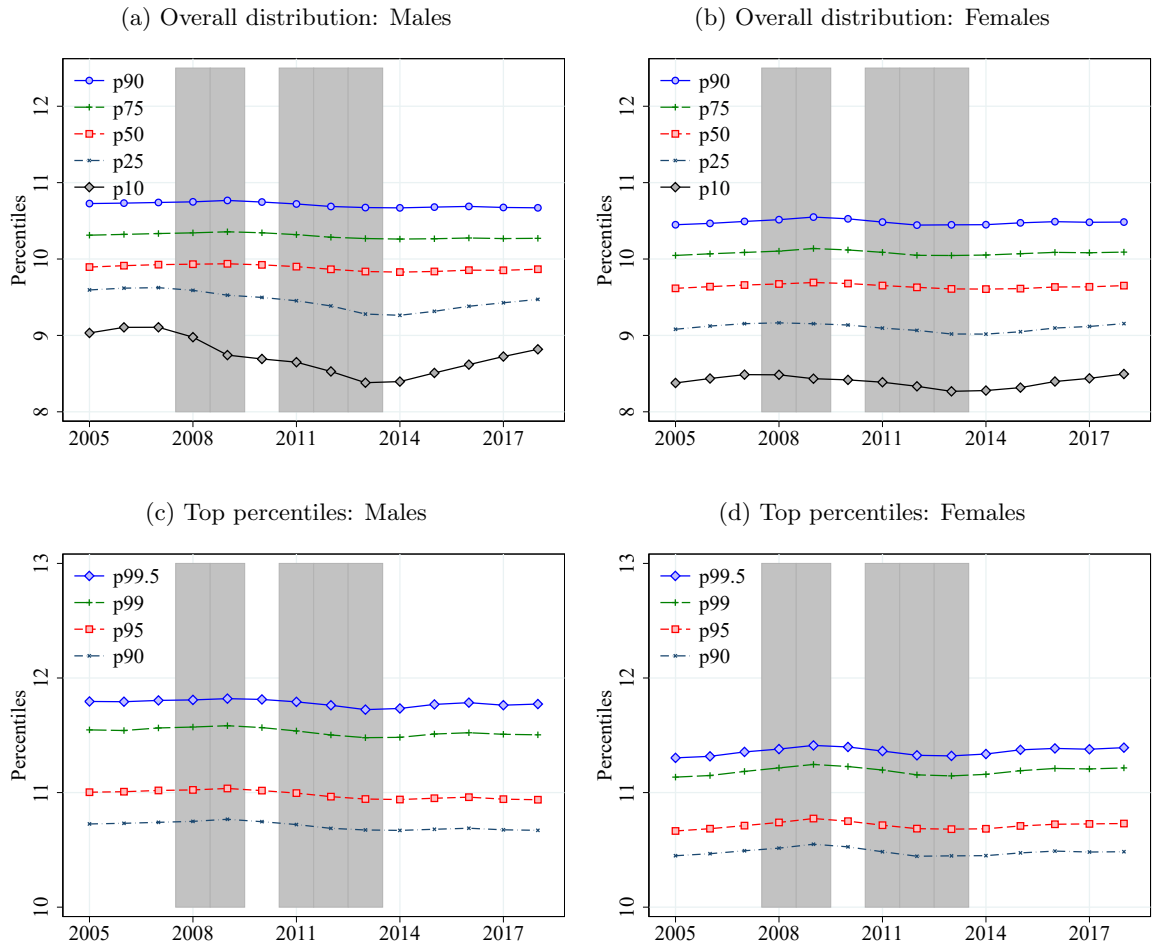 (a) Overall distribution: Males
p90
p75
p50
p25
p10
Percentiles
12
11
10
9
8
2005 2008 2011 2014 2017
(b) Overall distribution: Females
p90
p75
p50
p25
p10
Percentiles
12
11
10
9
8
2005 2008 2011 2014 2017
(c) Top percentiles: Males
p99.5
p99
p95
p90
Percentiles
13
12
11
10
2005 2008 2011 2014 2017
(d) Top percentiles: Females
p99.5
p99
p95
p90
Percentiles
13
12
11
10
2005 2008 2011 2014 2017